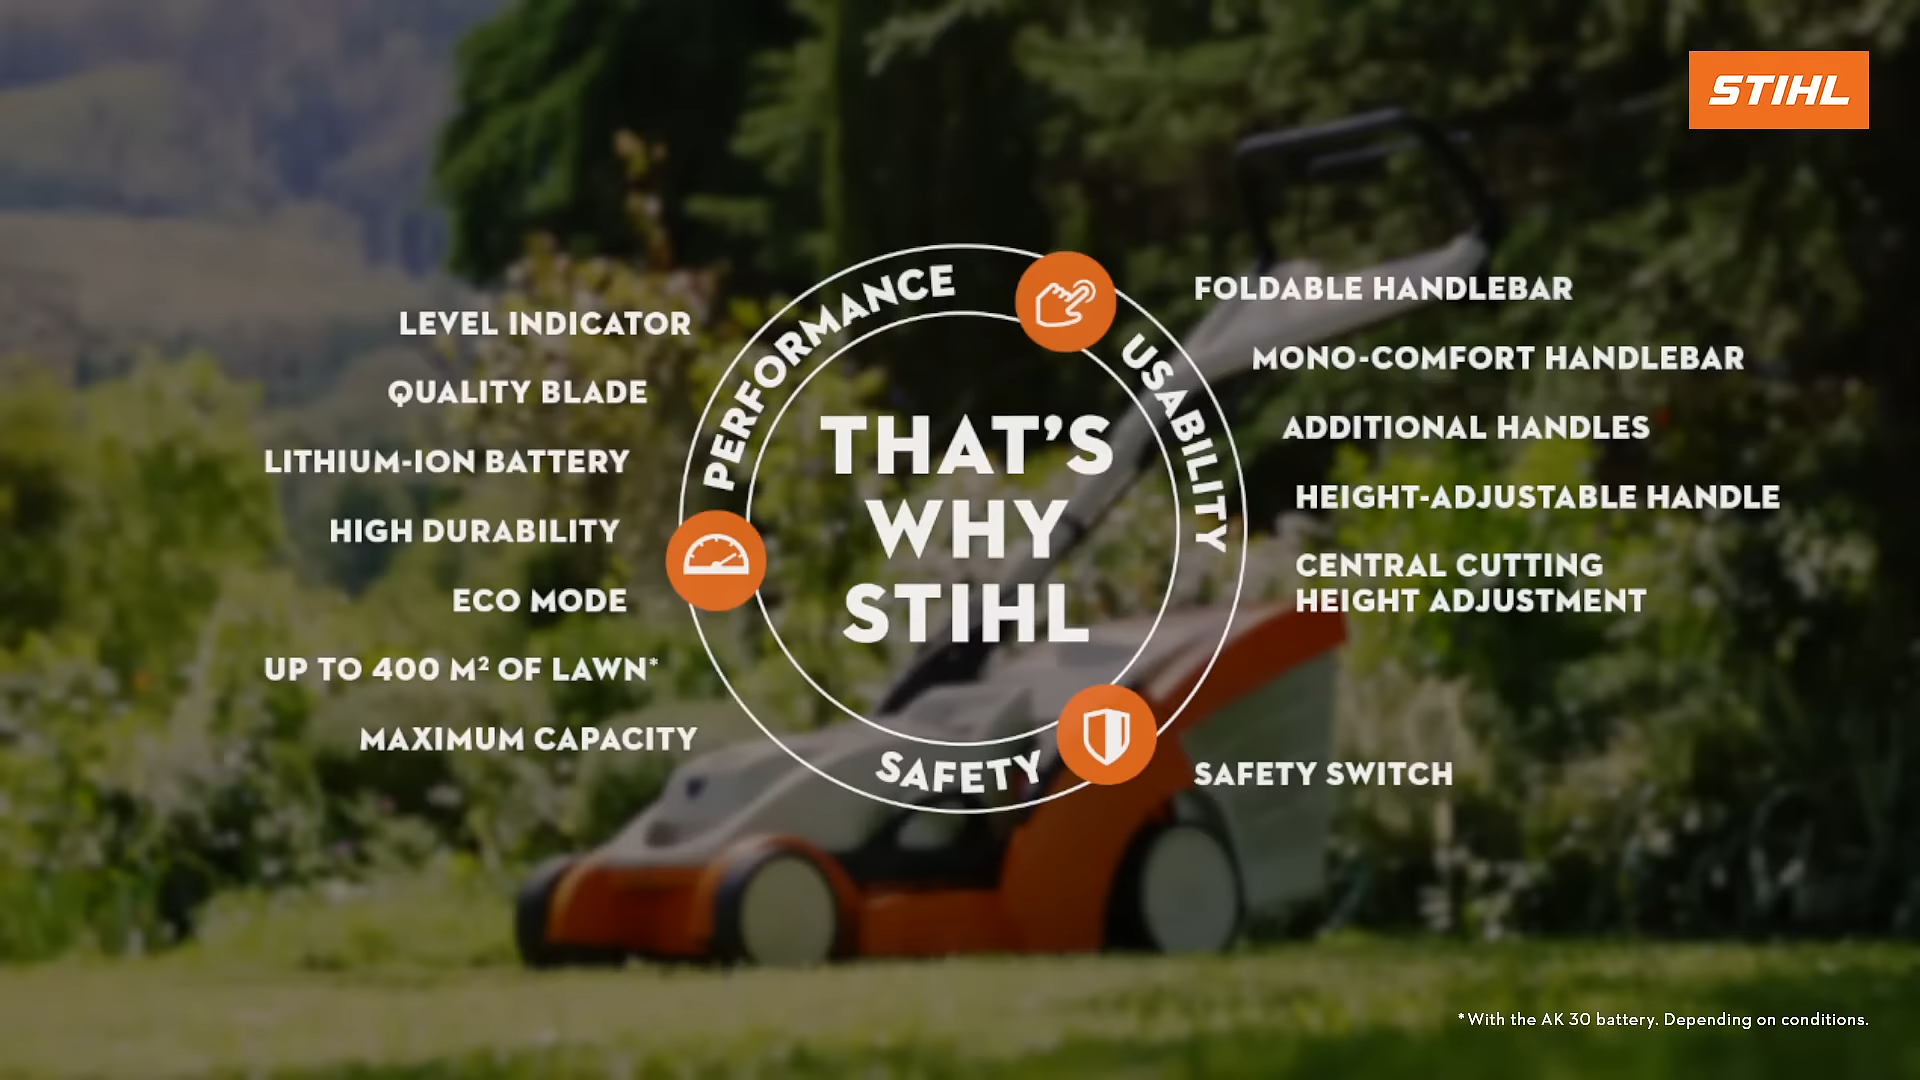 STIHL
PERFORMANCE
LEVEL INDICATOR
QUALITY BLADE
LITHIUM-ION BATTERY
HIGH DURABILITY
ECO MODE
UP TO 400 M² OF LAWN*
MAXIMUM CAPACITY
THAT'S
WHY
STIHL
USABILITY
FOLDABLE HANDLEBAR
MONO-COMFORT HANDLEBAR
ADDITIONAL HANDLES
HEIGHT-ADJUSTABLE HANDLE
CENTRAL CUTTING
HEIGHT ADJUSTMENT
SAFETY
SAFETY SWITCH
*With the AK 30 battery. Depending on conditions.